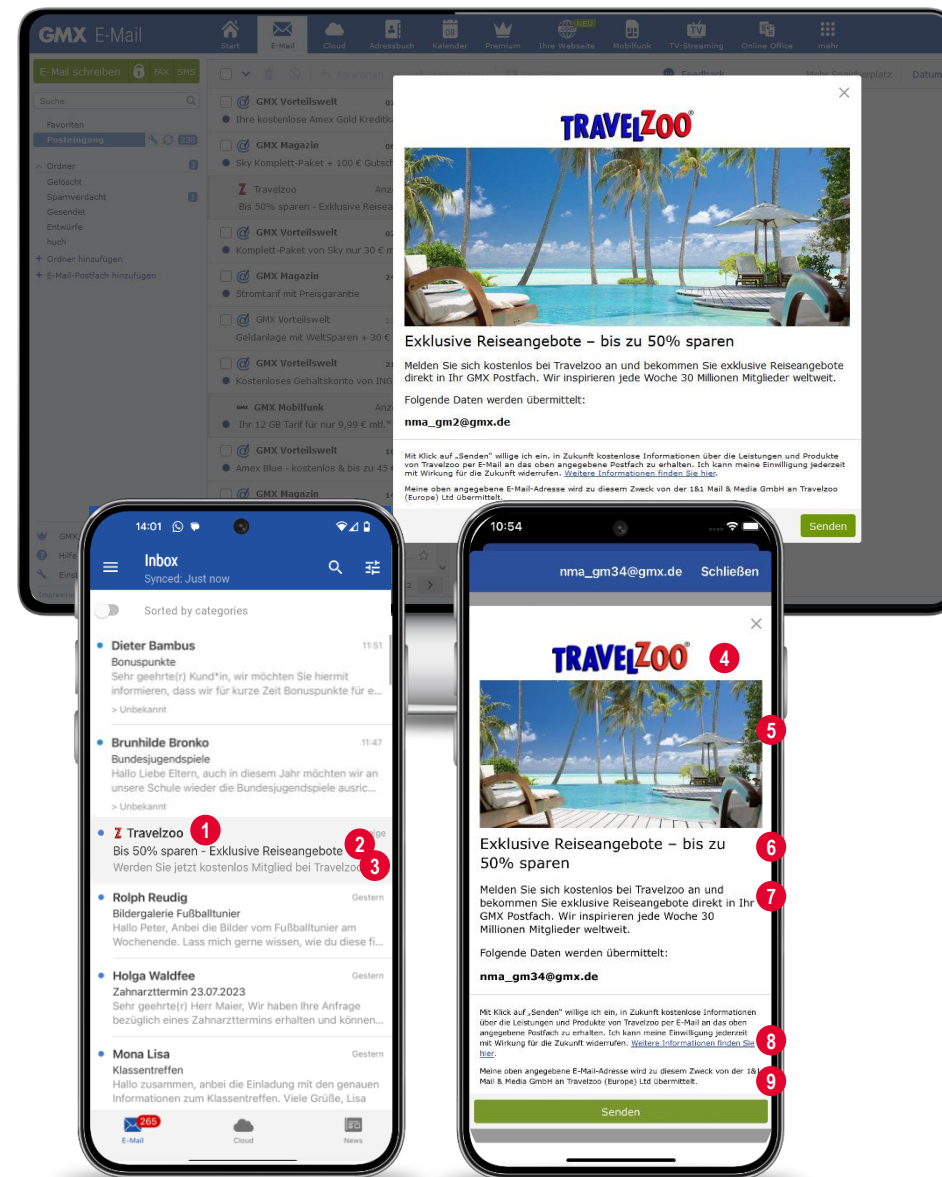 GMX E-Mail
Start
E-Mail
Cloud
Adressbuch
Kalender
Premium
NEU
Ihre Webseite
Mobilfunk
TV-Streaming
Online Office
mehr
E-Mail schreiben
FAX
SMS
Feedback
Mehr Speicherplatz
Datum
Suche
Favoriten
Posteingang
Ordner
Gelöscht
Spamverdacht
Gesendet
Entwürfe
huch
+ Ordner hinzufügen
+ E-Mail-Postfach hinzufügen
GMX
Hilfe
GMX Vorteilswelt
Ihre kostenlose Amex Gold
GMX Magazin
Sky Komplett-Paket + 100 €
Travelzoo
Bis 50% sparen - Exklusive
GMX Vorteilswelt
Komplett-Paket von Sky nur 30 €
GMX Magazin
Stromtarif mit Preisgarantie
GMX Vorteilswelt
Geldanlage mit WeltSparen + 30 €
GMX Vorteilswelt
Kostenloses Gehaltskonto von ING
GMX Mobilfunk
Ihr 12 GB Tarif für nur 9,99 € mtl.*
GMX Vorteilswelt
Amex Blue - kostenlos & bis zu 45
GMX Magazin
TRAVELZOO®
Exklusive Reiseangebote – bis zu 50% sparen
Melden Sie sich kostenlos bei Travelzoo an und bekommen Sie exklusive Reiseangebote
direkt in Ihr GMX Postfach. Wir inspirieren jede Woche 30 Millionen Mitglieder weltweit.
Folgende Daten werden übermittelt:
nma_gm2@gmx.de
Mit Klick auf „Senden“ willige ich ein, in Zukunft kostenlose Informationen über die Leistungen und Produkte
von Travelzoo per E-Mail an das oben angegebene Postfach zu erhalten. Ich kann meine Einwilligung jederzeit
mit Wirkung für die Zukunft widerrufen. Weitere Informationen finden Sie hier.
Meine oben angegebene E-Mail-Adresse wird zu diesem Zweck von der 1&1 Mail & Media GmbH an Travelzoo
(Europe) Ltd übermittelt.
Senden
14:01
Inbox
Synced: Just now
Sorted by categories
Dieter Bambus 11:51
Bonuspunkte
Sehr geehrte(r) Kund*in, wir möchten Sie hiermit
informieren, dass wir für kurze Zeit Bonuspunkte für e...
> Unbekannt
Brunhilde Bronko 11:47
Bundesjugendspiele
Hallo Liebe Eltern, auch in diesem Jahr möchten wir an
unsere Schule wieder die Bundesjugendspiele ausric...
> Unbekannt
Z Travelzoo 1
Bis 50% sparen - Exklusive Reiseangebote 2
Werden Sie jetzt kostenlos Mitglied bei Travelzoo 3
Rolph Reudig Gestern
Bildergalerie Fußballtunier
Hallo Peter, Anbei die Bilder vom Fußballtunier am
Wochenende. Lass mich gerne wissen, wie du diese fi...
Holga Waldfee Gestern
Zahnarzttermin 23.07.2023
Sehr geehrte(r) Herr Maier, Wir haben Ihre Anfrage
bezüglich eines Zahnarzttermins erhalten und können...
Mona Lisa Gestern
Klassentreffen
Hallo zusammen, anbei die Einladung mit den genauen
Informationen zum Klassentreffen. Viele Grüße, Lisa
265
E-Mail
Cloud
News
10:54
nma_gm34@gmx.de Schließen
TRAVELZOO® 4
5
Exklusive Reiseangebote – bis zu 6
50% sparen
Melden Sie sich kostenlos bei Travelzoo an und
bekommen Sie exklusive Reiseangebote direkt in Ihr 7
GMX Postfach. Wir inspirieren jede Woche 30
Millionen Mitglieder weltweit.
Folgende Daten werden übermittelt:
nma_gm34@gmx.de
Mit Klick auf „Senden“ willige ich ein, in Zukunft kostenlose Informationen
über die Leistungen und Produkte von Travelzoo per E-Mail an das oben
angegebene Postfach zu erhalten. Ich kann meine Einwilligung jederzeit
mit Wirkung für die Zukunft widerrufen. Weitere Informationen finden Sie 8
hier.
Meine oben angegebene E-Mail-Adresse wird zu diesem Zweck von der 1&1
Mail & Media GmbH an Travelzoo (Europe) Ltd übermittelt. 9
Senden